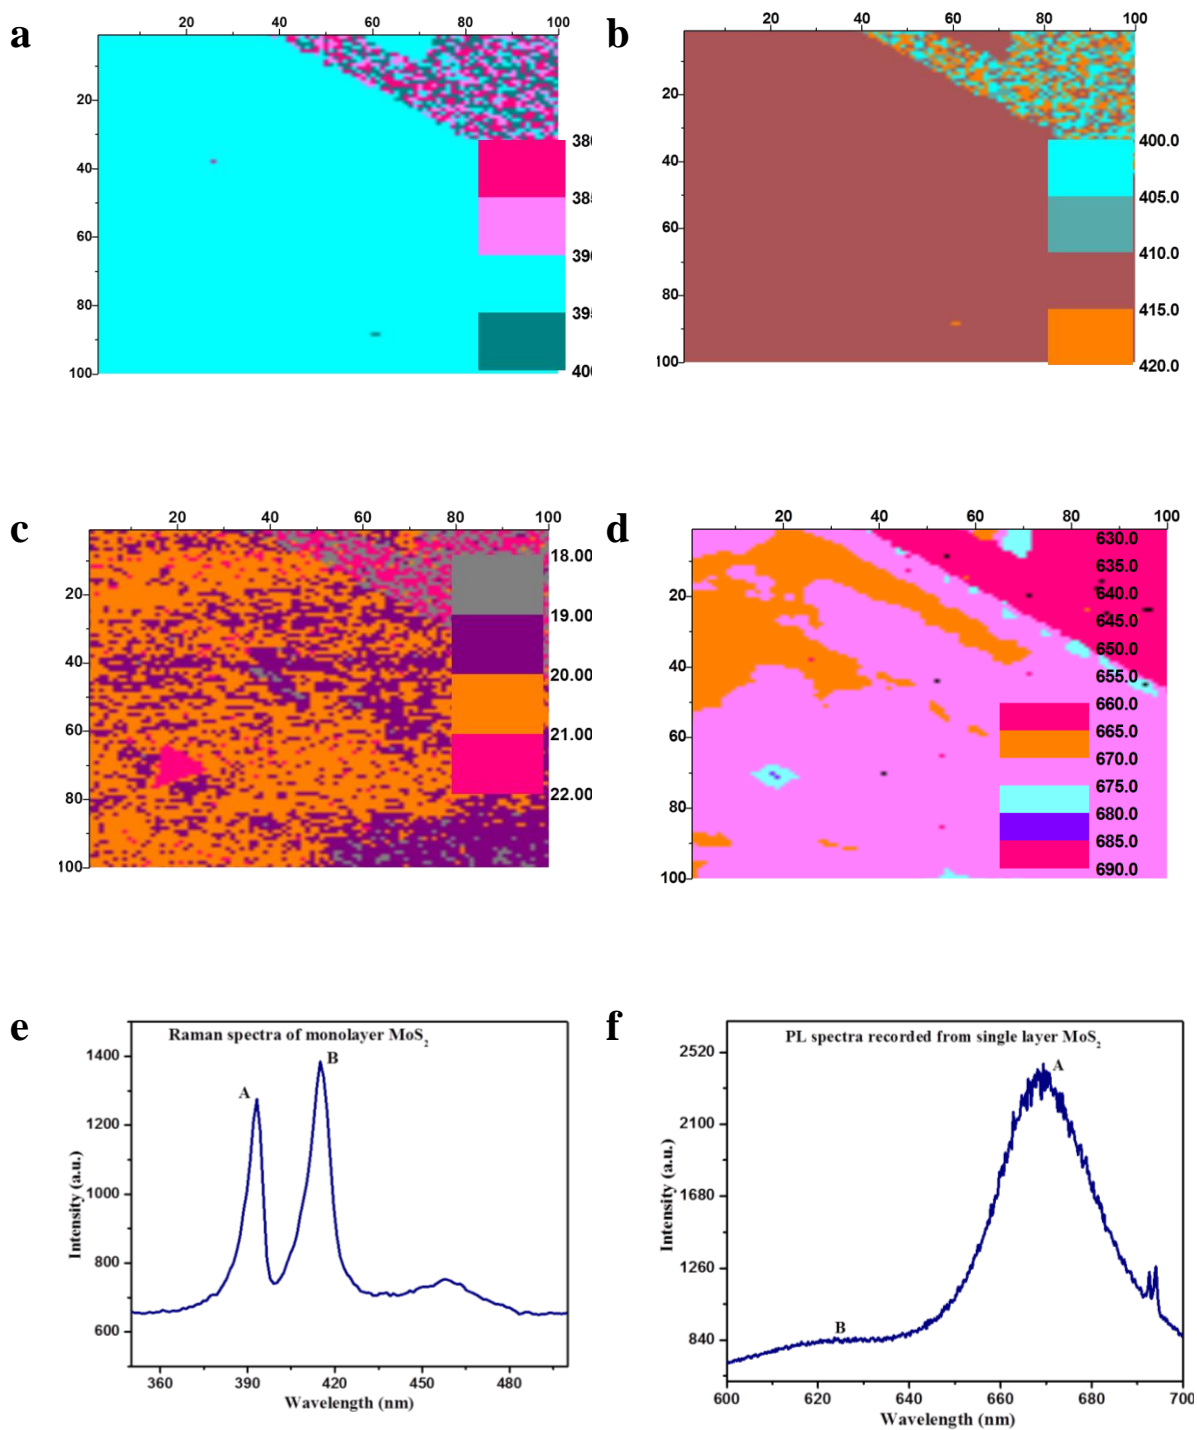 a
20 40 60 80 100
20
40
60
80
100
380
385
390
395
400
b
20 40 60 80 100
20
40
60
80
100
400.0
405.0
410.0
415.0
420.0
c
20 40 60 80 100
20
40
60
80
100
18.00
19.00
20.00
21.00
22.00
d
20 40 60 80 100
20
40
60
80
100
630.0
635.0
640.0
645.0
650.0
655.0
660.0
665.0
670.0
675.0
680.0
685.0
690.0
e
Raman spectra of monolayer MoS2
A
B
Intensity (a.u.)
1400
1200
1000
800
600
360 390 420 450 480
Wavelength (nm)
f
PL spectra recorded from single layer MoS2
A
B
Intensity (a.u.)
2520
2100
1680
1260
840
600 620 640 660 680 700
Wavelength (nm)